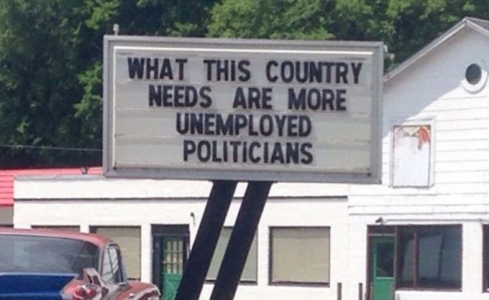 WHAT THIS COUNTRY
NEEDS ARE MORE
UNEMPLOYED
POLITICIANS